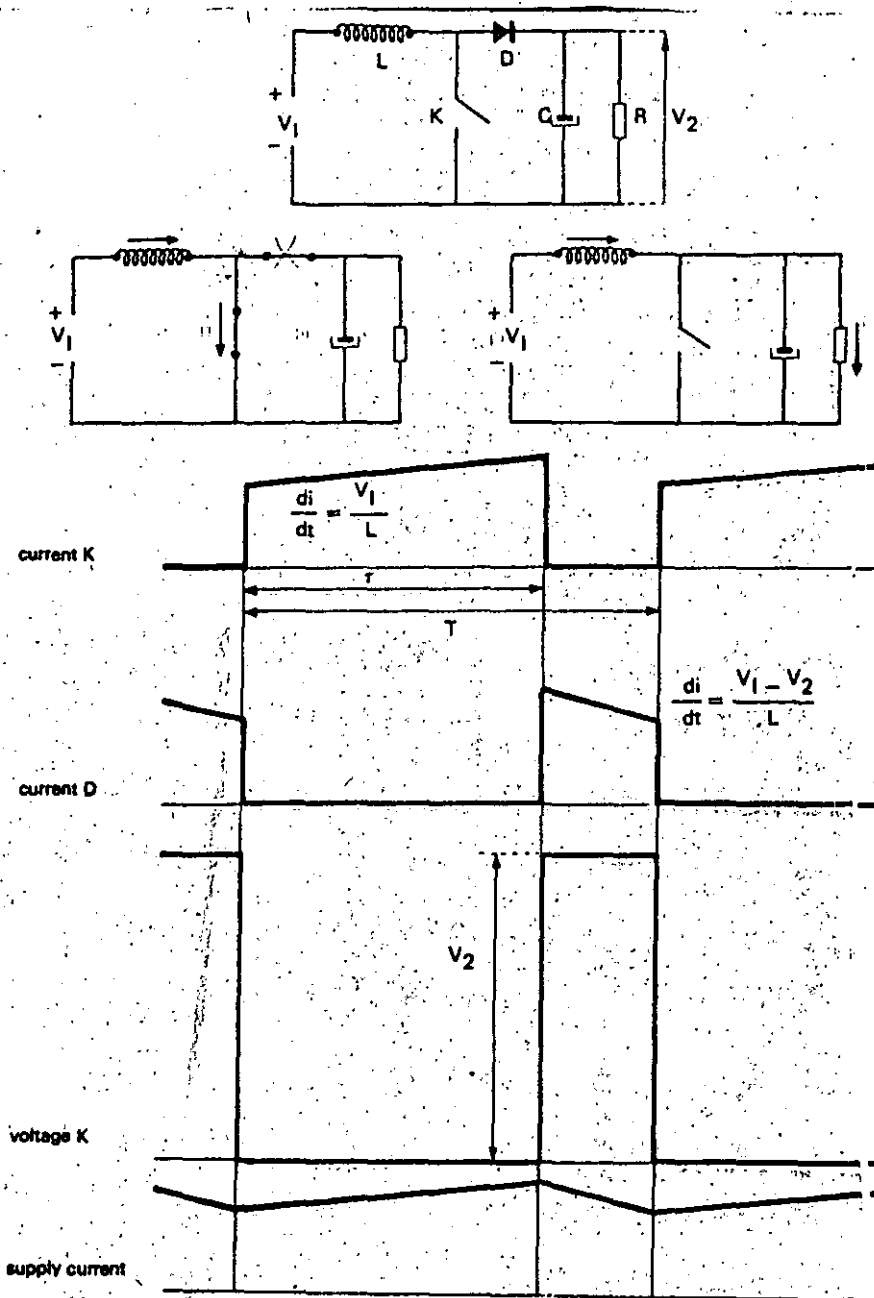 L
D
+
V1
-
K
C
R
V2
+
V1
-
+
V1
-
di/dt = V1/L
current K
τ
T
di/dt = V1 - V2/L
current D
V2
voltage K
supply current